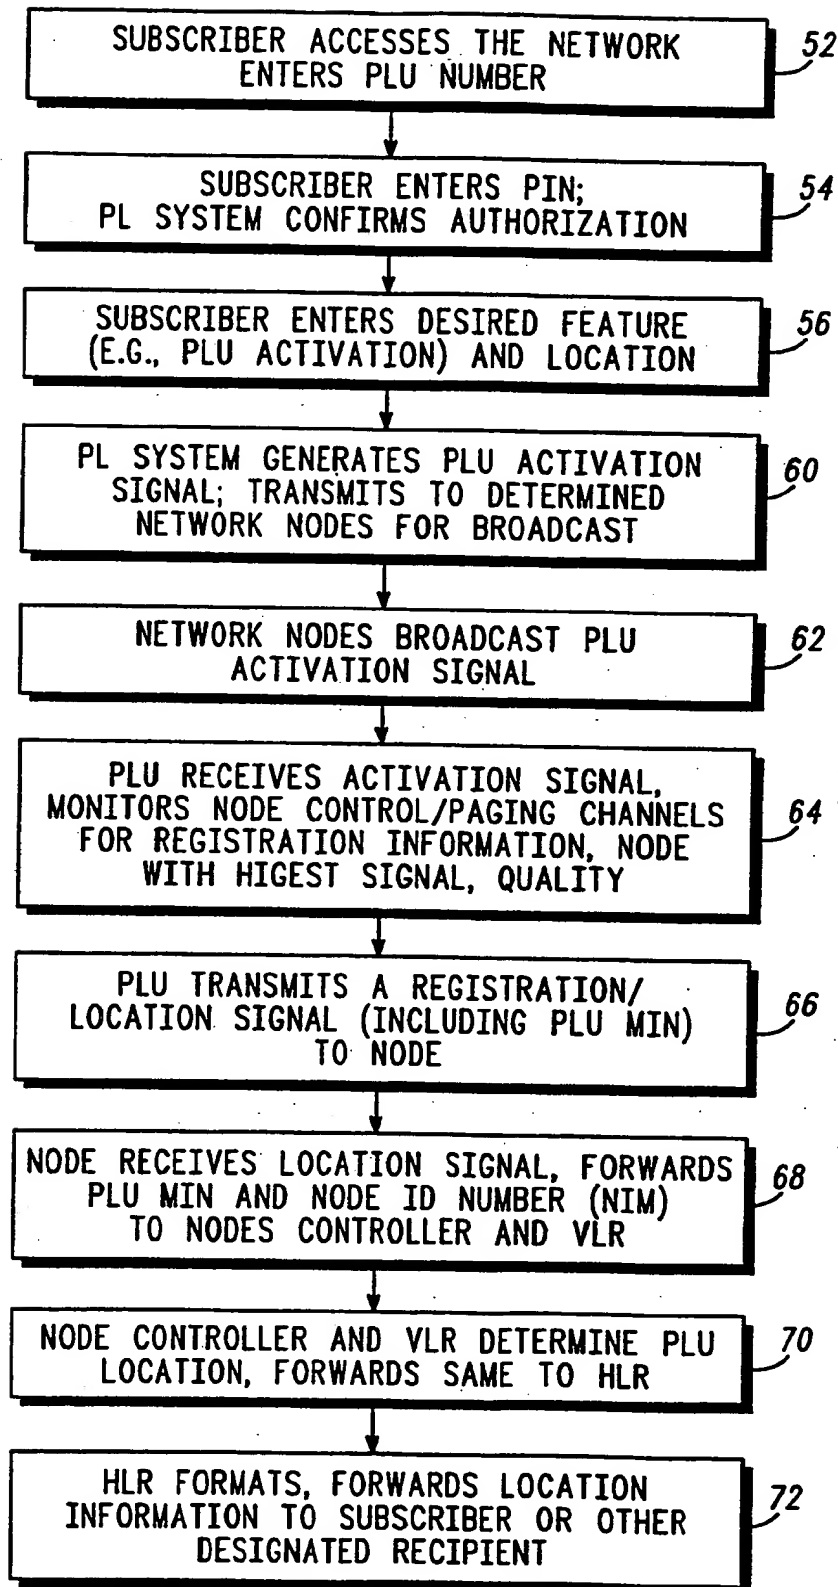 SUBSCRIBER ACCESSES THE NETWORK
ENTERS PLU NUMBER
52
SUBSCRIBER ENTERS PIN;
PL SYSTEM CONFIRMS AUTHORIZATION
54
SUBSCRIBER ENTERS DESIRED FEATURE
(E.G., PLU ACTIVATION) AND LOCATION
56
PL SYSTEM GENERATES PLU ACTIVATION
SIGNAL; TRANSMITS TO DETERMINED
NETWORK NODES FOR BROADCAST
60
NETWORK NODES BROADCAST PLU
ACTIVATION SIGNAL
62
PLU RECEIVES ACTIVATION SIGNAL,
MONITORS NODE CONTROL/PAGING CHANNELS
FOR REGISTRATION INFORMATION, NODE
WITH HIGEST SIGNAL, QUALITY
64
PLU TRANSMITS A REGISTRATION/
LOCATION SIGNAL (INCLUDING PLU MIN)
TO NODE
66
NODE RECEIVES LOCATION SIGNAL, FORWARDS
PLU MIN AND NODE ID NUMBER (NIM)
TO NODES CONTROLLER AND VLR
68
NODE CONTROLLER AND VLR DETERMINE PLU
LOCATION, FORWARDS SAME TO HLR
70
HLR FORMATS, FORWARDS LOCATION
INFORMATION TO SUBSCRIBER OR OTHER
DESIGNATED RECIPIENT
72